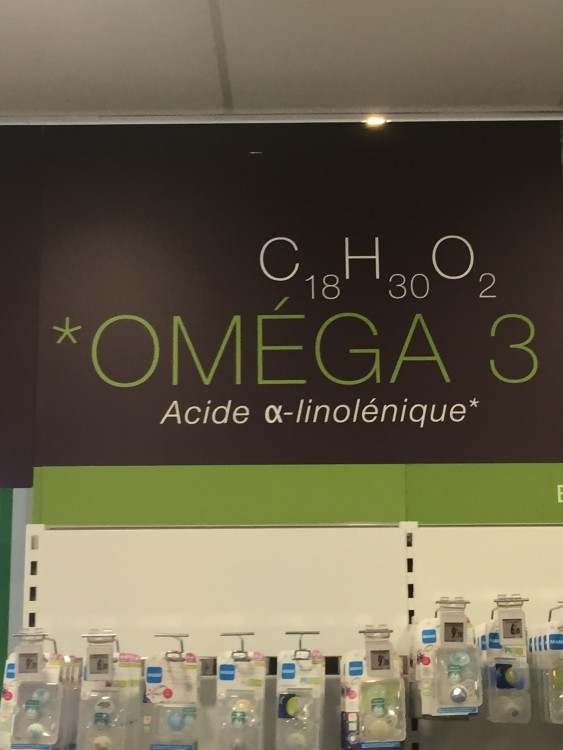 C18H30O2
*OMÉGA 3
Acide α-linolénique*